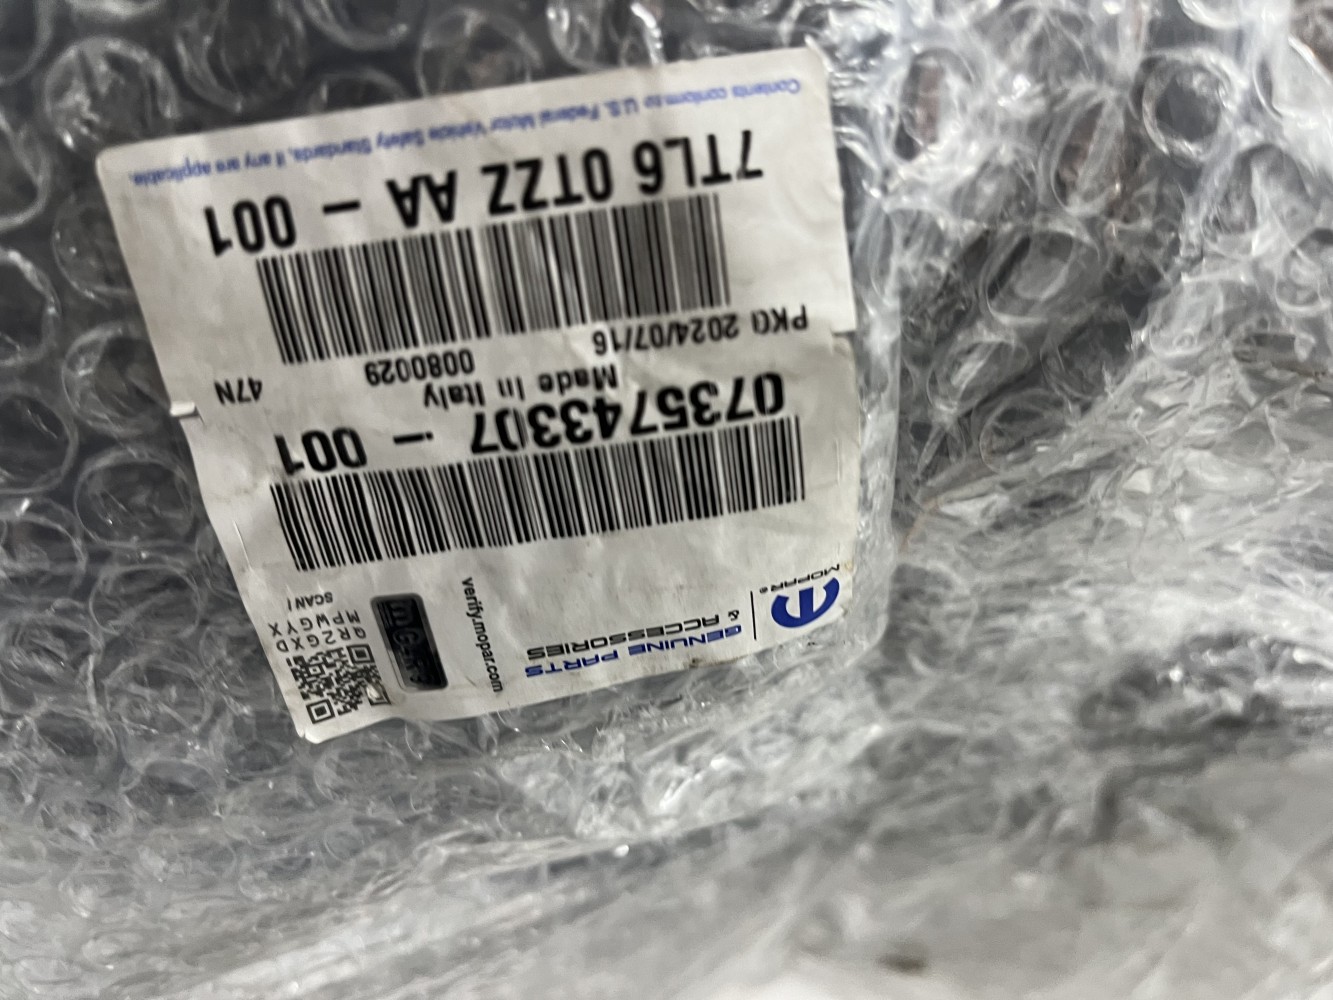 MOPAR®
GENUINE PARTS
& ACCESSORIES
verify.mopar.com
QR2GXD
MPWGYX
SCAN!
0735743307 - 001
Made In Italy
0080029
47N
PKG 2024/07/16
7TL6 0TZZ AA - 001
Contents conform to U.S. Federal Motor Vehicle Safety Standards, if any are applicable.